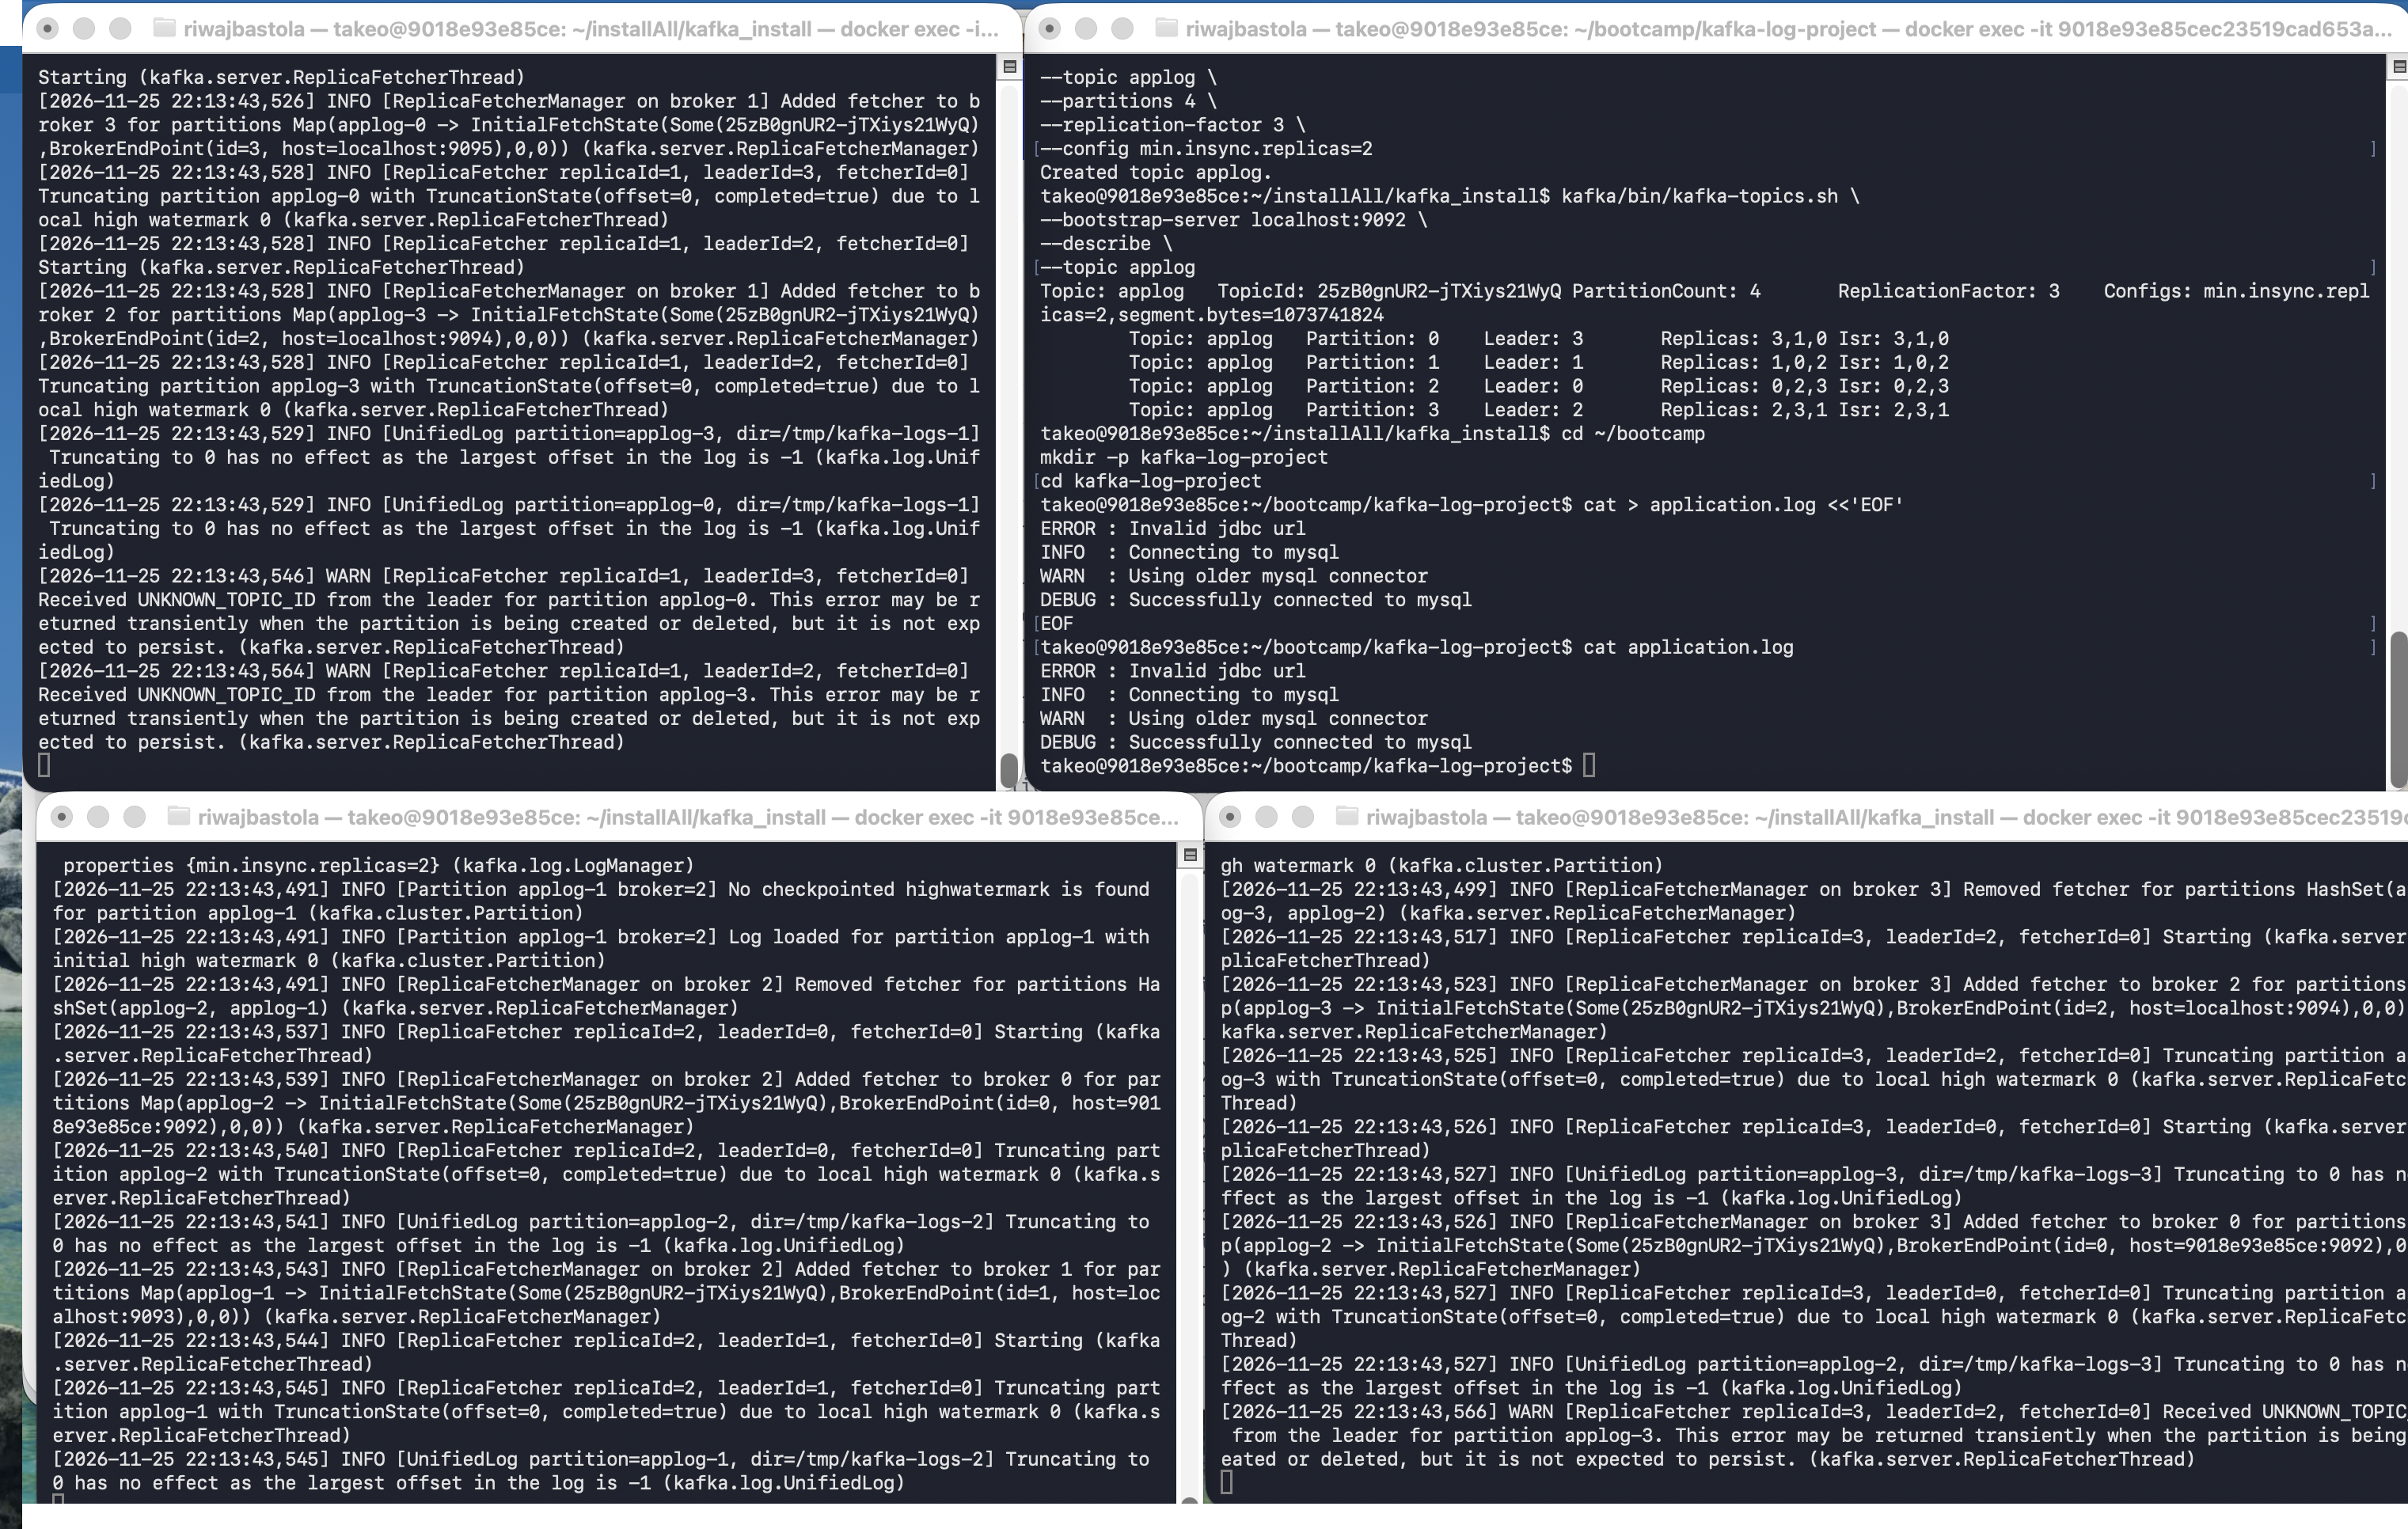 riwajbastola — takeo@9018e93e85ce: ~/installAll/kafka_install — docker exec -i...
Starting (kafka.server.ReplicaFetcherThread)
[2026-11-25 22:13:43,526] INFO [ReplicaFetcherManager on broker 1] Added fetcher to b
roker 3 for partitions Map(applog-0 -> InitialFetchState(Some(25zB0gnUR2-jTXiys21WyQ)
,BrokerEndPoint(id=3, host=localhost:9095),0,0)) (kafka.server.ReplicaFetcherManager)
[2026-11-25 22:13:43,528] INFO [ReplicaFetcher replicaId=1, leaderId=3, fetcherId=0]
Truncating partition applog-0 with TruncationState(offset=0, completed=true) due to l
ocal high watermark 0 (kafka.server.ReplicaFetcherThread)
[2026-11-25 22:13:43,528] INFO [ReplicaFetcher replicaId=1, leaderId=2, fetcherId=0]
Starting (kafka.server.ReplicaFetcherThread)
[2026-11-25 22:13:43,528] INFO [ReplicaFetcherManager on broker 1] Added fetcher to b
roker 2 for partitions Map(applog-3 -> InitialFetchState(Some(25zB0gnUR2-jTXiys21WyQ)
,BrokerEndPoint(id=2, host=localhost:9094),0,0)) (kafka.server.ReplicaFetcherManager)
[2026-11-25 22:13:43,528] INFO [ReplicaFetcher replicaId=1, leaderId=2, fetcherId=0]
Truncating partition applog-3 with TruncationState(offset=0, completed=true) due to l
ocal high watermark 0 (kafka.server.ReplicaFetcherThread)
[2026-11-25 22:13:43,529] INFO [UnifiedLog partition=applog-3, dir=/tmp/kafka-logs-1]
 Truncating to 0 has no effect as the largest offset in the log is -1 (kafka.log.Unif
iedLog)
[2026-11-25 22:13:43,529] INFO [UnifiedLog partition=applog-0, dir=/tmp/kafka-logs-1]
 Truncating to 0 has no effect as the largest offset in the log is -1 (kafka.log.Unif
iedLog)
[2026-11-25 22:13:43,546] WARN [ReplicaFetcher replicaId=1, leaderId=3, fetcherId=0]
Received UNKNOWN_TOPIC_ID from the leader for partition applog-0. This error may be r
eturned transiently when the partition is being created or deleted, but it is not exp
ected to persist. (kafka.server.ReplicaFetcherThread)
[2026-11-25 22:13:43,564] WARN [ReplicaFetcher replicaId=1, leaderId=2, fetcherId=0]
Received UNKNOWN_TOPIC_ID from the leader for partition applog-3. This error may be r
eturned transiently when the partition is being created or deleted, but it is not exp
ected to persist. (kafka.server.ReplicaFetcherThread)
riwajbastola — takeo@9018e93e85ce: ~/bootcamp/kafka-log-project — docker exec -it 9018e93e85cec23519cad653a...
--topic applog \
--partitions 4 \
--replication-factor 3 \
[--config min.insync.replicas=2 ]
Created topic applog.
takeo@9018e93e85ce:~/installAll/kafka_install$ kafka/bin/kafka-topics.sh \
--bootstrap-server localhost:9092 \
--describe \
[--topic applog ]
Topic: applog TopicId: 25zB0gnUR2-jTXiys21WyQ PartitionCount: 4 ReplicationFactor: 3 Configs: min.insync.repl
icas=2,segment.bytes=1073741824
Topic: applog Partition: 0 Leader: 3 Replicas: 3,1,0 Isr: 3,1,0
Topic: applog Partition: 1 Leader: 1 Replicas: 1,0,2 Isr: 1,0,2
Topic: applog Partition: 2 Leader: 0 Replicas: 0,2,3 Isr: 0,2,3
Topic: applog Partition: 3 Leader: 2 Replicas: 2,3,1 Isr: 2,3,1
takeo@9018e93e85ce:~/installAll/kafka_install$ cd ~/bootcamp
mkdir -p kafka-log-project
[cd kafka-log-project ]
takeo@9018e93e85ce:~/bootcamp/kafka-log-project$ cat > application.log <<'EOF'
ERROR : Invalid jdbc url
INFO  : Connecting to mysql
WARN  : Using older mysql connector
DEBUG : Successfully connected to mysql
[EOF ]
[takeo@9018e93e85ce:~/bootcamp/kafka-log-project$ cat application.log ]
ERROR : Invalid jdbc url
INFO  : Connecting to mysql
WARN  : Using older mysql connector
DEBUG : Successfully connected to mysql
takeo@9018e93e85ce:~/bootcamp/kafka-log-project$
riwajbastola — takeo@9018e93e85ce: ~/installAll/kafka_install — docker exec -it 9018e93e85ce...
 properties {min.insync.replicas=2} (kafka.log.LogManager)
[2026-11-25 22:13:43,491] INFO [Partition applog-1 broker=2] No checkpointed highwatermark is found
for partition applog-1 (kafka.cluster.Partition)
[2026-11-25 22:13:43,491] INFO [Partition applog-1 broker=2] Log loaded for partition applog-1 with
initial high watermark 0 (kafka.cluster.Partition)
[2026-11-25 22:13:43,491] INFO [ReplicaFetcherManager on broker 2] Removed fetcher for partitions Ha
shSet(applog-2, applog-1) (kafka.server.ReplicaFetcherManager)
[2026-11-25 22:13:43,537] INFO [ReplicaFetcher replicaId=2, leaderId=0, fetcherId=0] Starting (kafka
.server.ReplicaFetcherThread)
[2026-11-25 22:13:43,539] INFO [ReplicaFetcherManager on broker 2] Added fetcher to broker 0 for par
titions Map(applog-2 -> InitialFetchState(Some(25zB0gnUR2-jTXiys21WyQ),BrokerEndPoint(id=0, host=901
8e93e85ce:9092),0,0)) (kafka.server.ReplicaFetcherManager)
[2026-11-25 22:13:43,540] INFO [ReplicaFetcher replicaId=2, leaderId=0, fetcherId=0] Truncating part
ition applog-2 with TruncationState(offset=0, completed=true) due to local high watermark 0 (kafka.s
erver.ReplicaFetcherThread)
[2026-11-25 22:13:43,541] INFO [UnifiedLog partition=applog-2, dir=/tmp/kafka-logs-2] Truncating to
0 has no effect as the largest offset in the log is -1 (kafka.log.UnifiedLog)
[2026-11-25 22:13:43,543] INFO [ReplicaFetcherManager on broker 2] Added fetcher to broker 1 for par
titions Map(applog-1 -> InitialFetchState(Some(25zB0gnUR2-jTXiys21WyQ),BrokerEndPoint(id=1, host=loc
alhost:9093),0,0)) (kafka.server.ReplicaFetcherManager)
[2026-11-25 22:13:43,544] INFO [ReplicaFetcher replicaId=2, leaderId=1, fetcherId=0] Starting (kafka
.server.ReplicaFetcherThread)
[2026-11-25 22:13:43,545] INFO [ReplicaFetcher replicaId=2, leaderId=1, fetcherId=0] Truncating part
ition applog-1 with TruncationState(offset=0, completed=true) due to local high watermark 0 (kafka.s
erver.ReplicaFetcherThread)
[2026-11-25 22:13:43,545] INFO [UnifiedLog partition=applog-1, dir=/tmp/kafka-logs-2] Truncating to
0 has no effect as the largest offset in the log is -1 (kafka.log.UnifiedLog)
riwajbastola — takeo@9018e93e85ce: ~/installAll/kafka_install — docker exec -it 9018e93e85cec23519c
gh watermark 0 (kafka.cluster.Partition)
[2026-11-25 22:13:43,499] INFO [ReplicaFetcherManager on broker 3] Removed fetcher for partitions HashSet(a
og-3, applog-2) (kafka.server.ReplicaFetcherManager)
[2026-11-25 22:13:43,517] INFO [ReplicaFetcher replicaId=3, leaderId=2, fetcherId=0] Starting (kafka.server
plicaFetcherThread)
[2026-11-25 22:13:43,523] INFO [ReplicaFetcherManager on broker 3] Added fetcher to broker 2 for partitions
p(applog-3 -> InitialFetchState(Some(25zB0gnUR2-jTXiys21WyQ),BrokerEndPoint(id=2, host=localhost:9094),0,0)
kafka.server.ReplicaFetcherManager)
[2026-11-25 22:13:43,525] INFO [ReplicaFetcher replicaId=3, leaderId=2, fetcherId=0] Truncating partition a
og-3 with TruncationState(offset=0, completed=true) due to local high watermark 0 (kafka.server.ReplicaFetc
Thread)
[2026-11-25 22:13:43,526] INFO [ReplicaFetcher replicaId=3, leaderId=0, fetcherId=0] Starting (kafka.server
plicaFetcherThread)
[2026-11-25 22:13:43,527] INFO [UnifiedLog partition=applog-3, dir=/tmp/kafka-logs-3] Truncating to 0 has n
ffect as the largest offset in the log is -1 (kafka.log.UnifiedLog)
[2026-11-25 22:13:43,526] INFO [ReplicaFetcherManager on broker 3] Added fetcher to broker 0 for partitions
p(applog-2 -> InitialFetchState(Some(25zB0gnUR2-jTXiys21WyQ),BrokerEndPoint(id=0, host=9018e93e85ce:9092),0
) (kafka.server.ReplicaFetcherManager)
[2026-11-25 22:13:43,527] INFO [ReplicaFetcher replicaId=3, leaderId=0, fetcherId=0] Truncating partition a
og-2 with TruncationState(offset=0, completed=true) due to local high watermark 0 (kafka.server.ReplicaFetc
Thread)
[2026-11-25 22:13:43,527] INFO [UnifiedLog partition=applog-2, dir=/tmp/kafka-logs-3] Truncating to 0 has n
ffect as the largest offset in the log is -1 (kafka.log.UnifiedLog)
[2026-11-25 22:13:43,566] WARN [ReplicaFetcher replicaId=3, leaderId=2, fetcherId=0] Received UNKNOWN_TOPIC
 from the leader for partition applog-3. This error may be returned transiently when the partition is being
eated or deleted, but it is not expected to persist. (kafka.server.ReplicaFetcherThread)